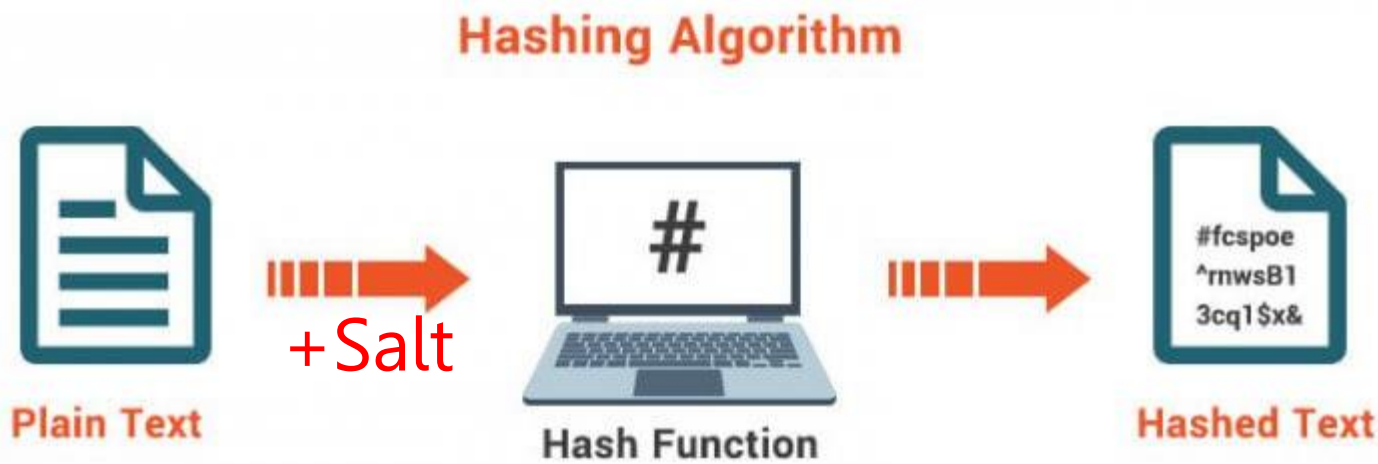 Hashing Algorithm
#
#fcspoe
^rnwsB1
3cq1$x&
+Salt
Plain Text
Hash Function
Hashed Text